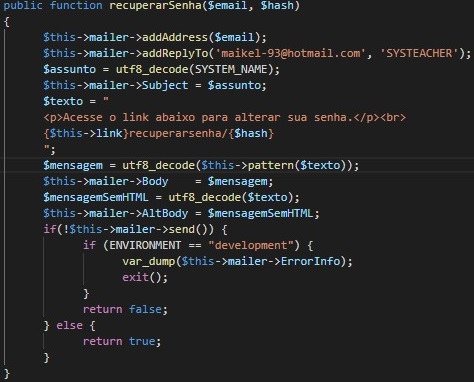 public function recuperarSenha($email, $hash)
{
$this->mailer->addAddress($email);
$this->mailer->addReplyTo('maikel-93@hotmail.com', 'SYSTEACHER');
$assunto = utf8_decode(SYSTEM_NAME);
$this->mailer->Subject = $assunto;
$texto = "
<p>Acesse o link abaixo para alterar sua senha.</p><br>
{$this->link}recuperarsenha/{$hash}
";
$mensagem = utf8_decode($this->pattern($texto));
$this->mailer->Body    = $mensagem;
$mensagemSemHTML = utf8_decode($texto);
$this->mailer->AltBody = $mensagemSemHTML;
if(!$this->mailer->send()) {
if (ENVIRONMENT == "development") {
var_dump($this->mailer->ErrorInfo);
exit();
}
return false;
} else {
return true;
}
}